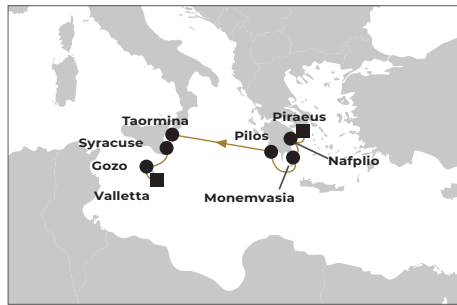 Taormina
Piraeus
Syracuse
Pilos
Gozo
Nafplio
Valletta
Monemvasia